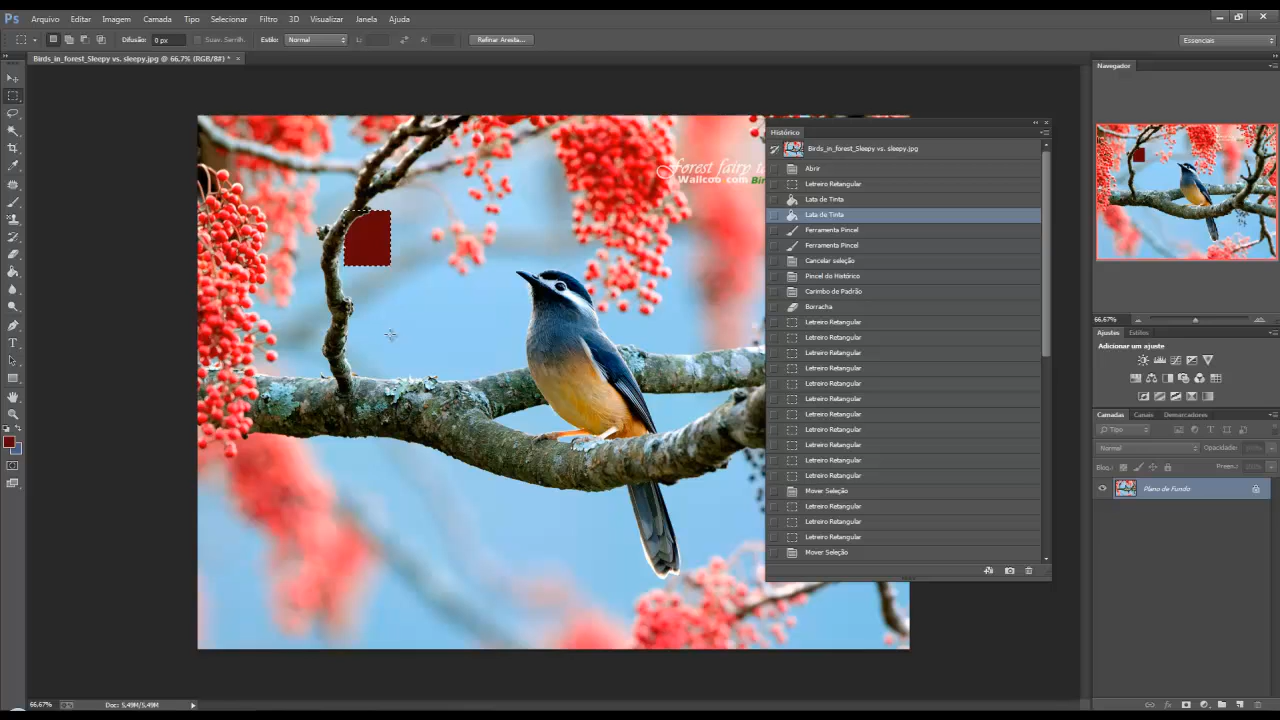 Ps Arquivo Editar Imagem Camada Tipo Selecionar Filtro 3D Visualizar Janela Ajuda
Difusão: 0 px Suav. Serrilh. Estilo: Normal L: A: Refinar Aresta... Essenciais
Birds_in_forest_Sleepy vs. sleepy.jpg @ 66,7% (RGB/8#) * ×
Navegador
66.67%
Ajustes Estilos
Adicionar um ajuste
Camadas Canais Demarcadores
Tipo
Normal Opacidade:
Bloq.: Preen.:
Plano de Fundo
Forest fairy
Wallcoo com
Histórico
Birds_in_forest_Sleepy vs. sleepy.jpg
Abrir
Letreiro Retangular
Lata de Tinta
Lata de Tinta
Ferramenta Pincel
Ferramenta Pincel
Cancelar seleção
Pincel do Histórico
Carimbo de Padrão
Borracha
Letreiro Retangular
Letreiro Retangular
Letreiro Retangular
Letreiro Retangular
Letreiro Retangular
Letreiro Retangular
Letreiro Retangular
Letreiro Retangular
Letreiro Retangular
Letreiro Retangular
Letreiro Retangular
Mover Seleção
Letreiro Retangular
Letreiro Retangular
Letreiro Retangular
Mover Seleção
66.67% Doc: 5,49M/5,49M